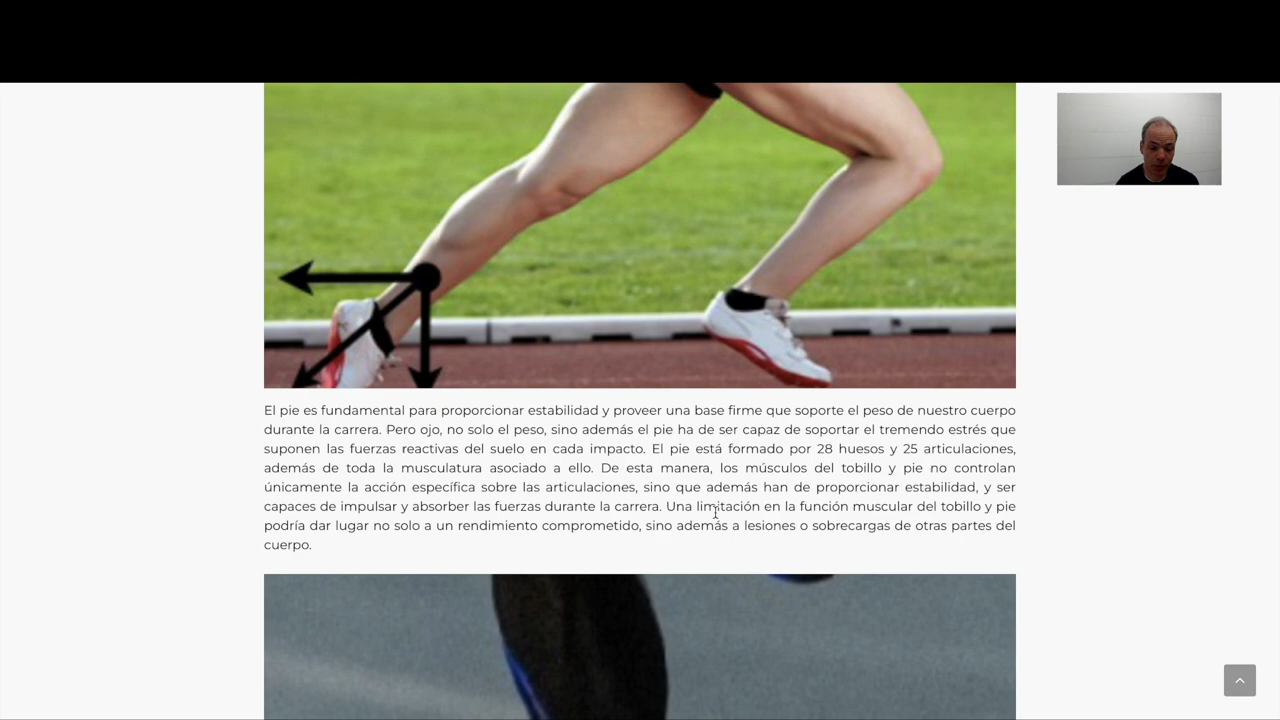 El pie es fundamental para proporcionar estabilidad y proveer una base firme que soporte el peso de nuestro cuerpo
durante la carrera. Pero ojo, no solo el peso, sino además el pie ha de ser capaz de soportar el tremendo estrés que
suponen las fuerzas reactivas del suelo en cada impacto. El pie está formado por 28 huesos y 25 articulaciones,
además de toda la musculatura asociado a ello. De esta manera, los músculos del tobillo y pie no controlan
únicamente la acción específica sobre las articulaciones, sino que además han de proporcionar estabilidad, y ser
capaces de impulsar y absorber las fuerzas durante la carrera. Una limitación en la función muscular del tobillo y pie
podría dar lugar no solo a un rendimiento comprometido, sino además a lesiones o sobrecargas de otras partes del
cuerpo.